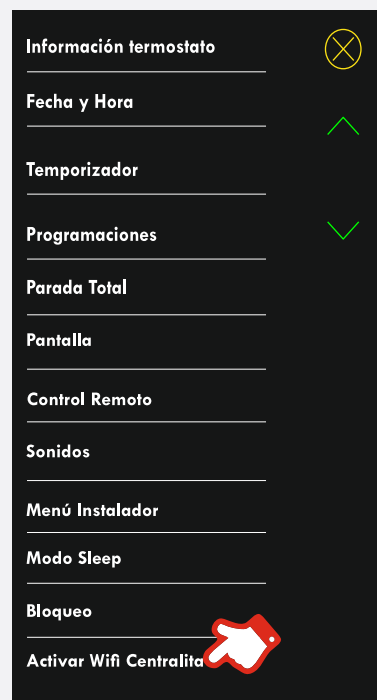 Información termostato
Fecha y Hora
Temporizador
Programaciones
Parada Total
Pantalla
Control Remoto
Sonidos
Menú Instalador
Modo Sleep
Bloqueo
Activar Wifi Centralita